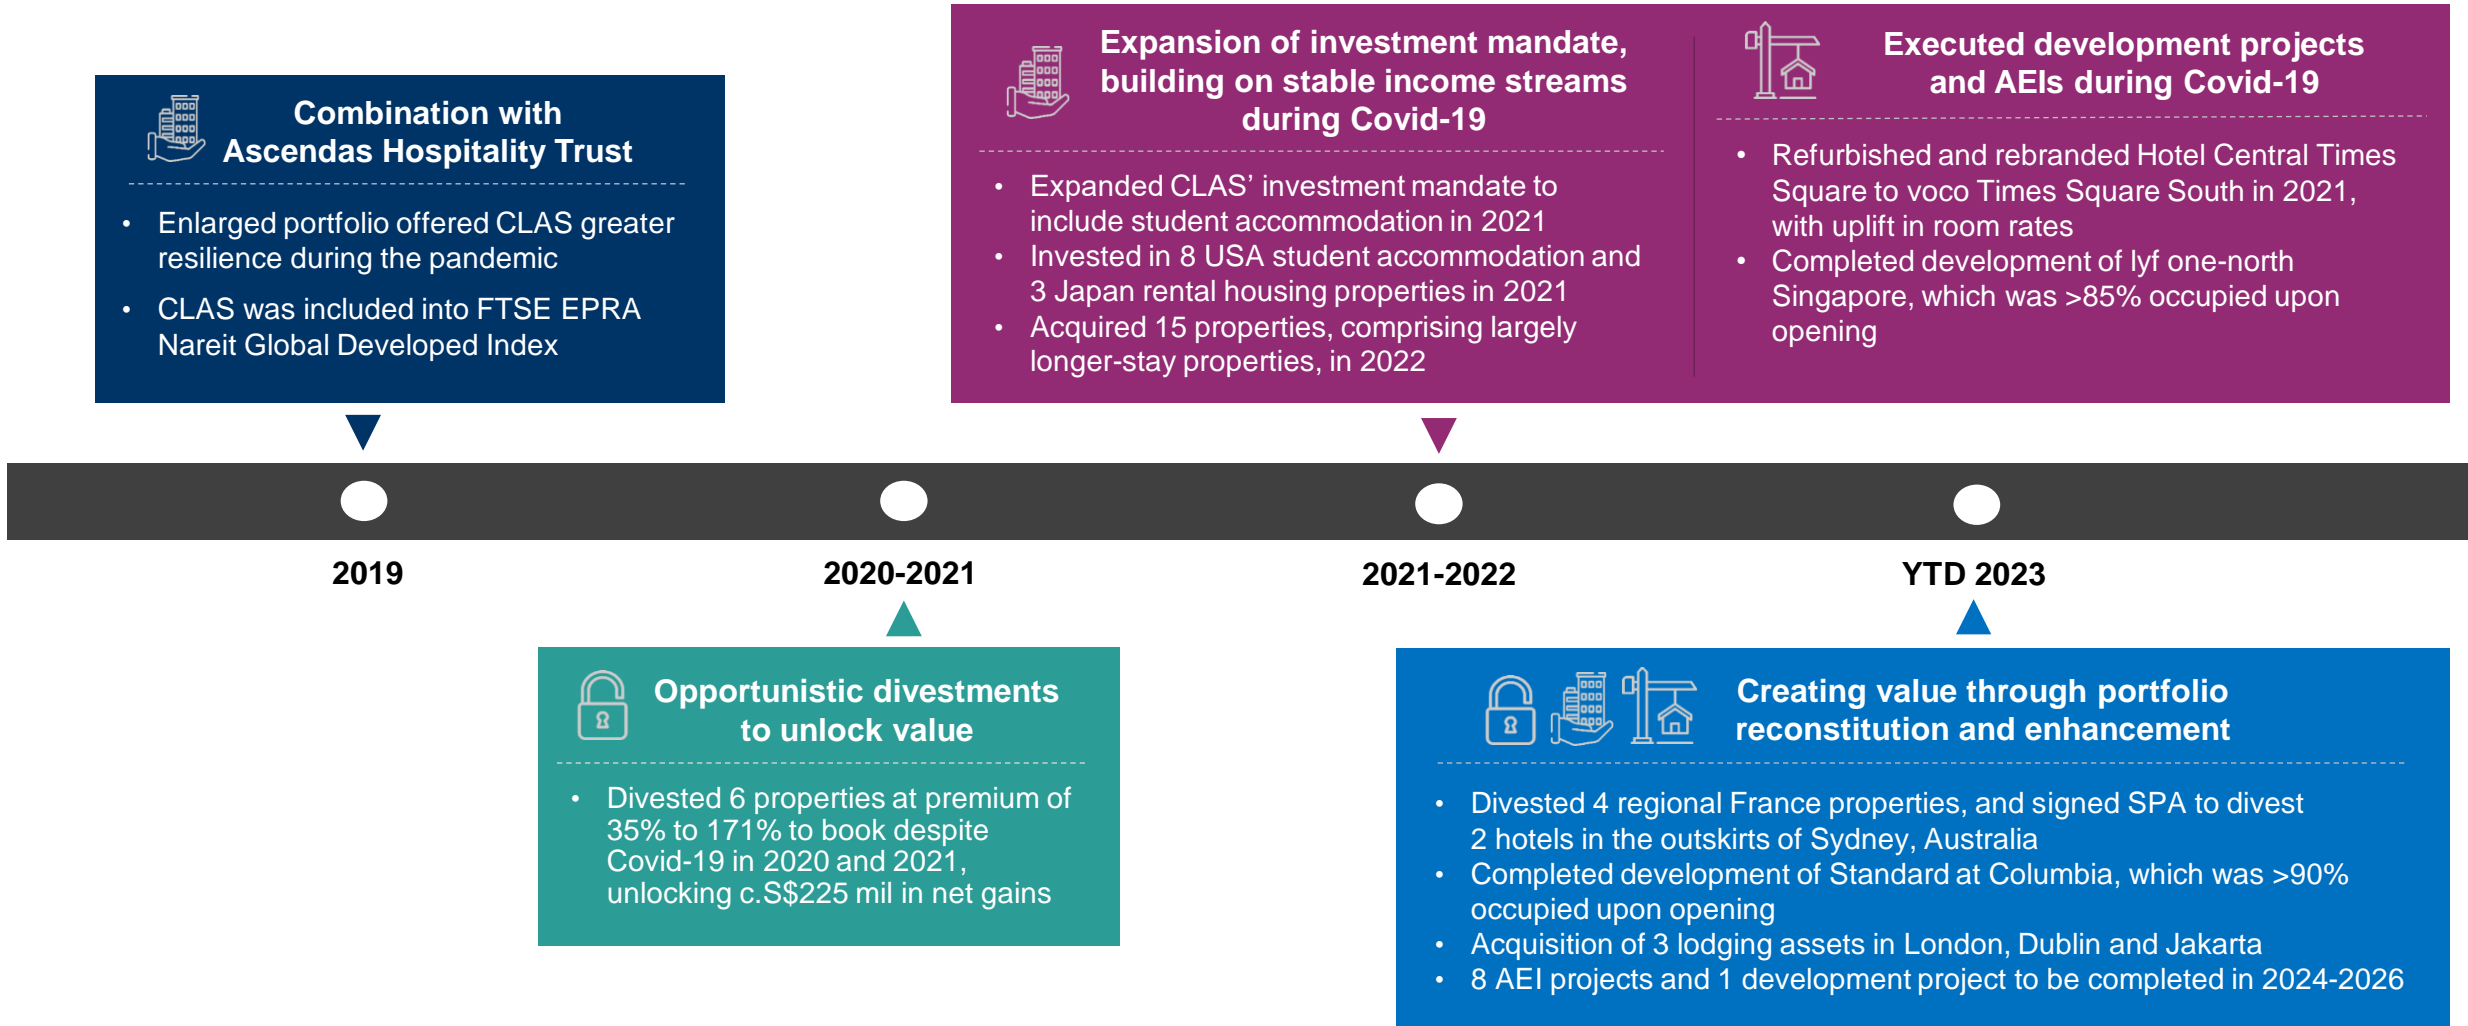 Combination with
Ascendas Hospitality Trust
• Enlarged portfolio offered CLAS greater
resilience during the pandemic
• CLAS was included into FTSE EPRA
Nareit Global Developed Index
Expansion of investment mandate,
building on stable income streams
during Covid-19
• Expanded CLAS’ investment mandate to
include student accommodation in 2021
• Invested in 8 USA student accommodation and
3 Japan rental housing properties in 2021
• Acquired 15 properties, comprising largely
longer-stay properties, in 2022
Executed development projects
and AEIs during Covid-19
• Refurbished and rebranded Hotel Central Times
Square to voco Times Square South in 2021,
with uplift in room rates
• Completed development of lyf one-north
Singapore, which was >85% occupied upon
opening
2019
2020-2021
2021-2022
YTD 2023
Opportunistic divestments
to unlock value
• Divested 6 properties at premium of
35% to 171% to book despite
Covid-19 in 2020 and 2021,
unlocking c.S$225 mil in net gains
Creating value through portfolio
reconstitution and enhancement
• Divested 4 regional France properties, and signed SPA to divest
2 hotels in the outskirts of Sydney, Australia
• Completed development of Standard at Columbia, which was >90%
occupied upon opening
• Acquisition of 3 lodging assets in London, Dublin and Jakarta
• 8 AEI projects and 1 development project to be completed in 2024-2026